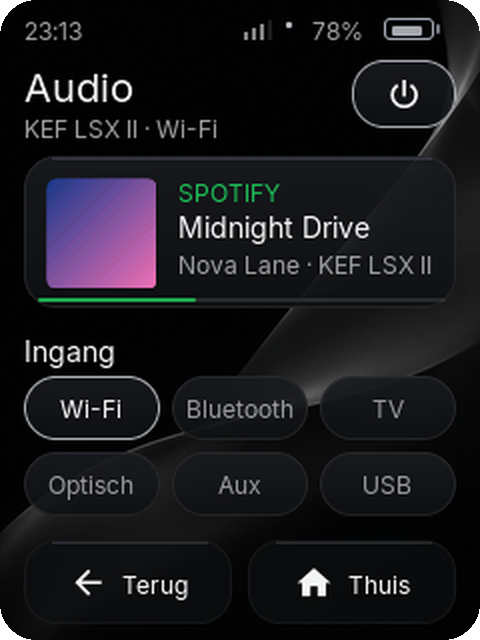 23:13 78%
Audio
KEF LSX II · Wi-Fi
SPOTIFY
Midnight Drive
Nova Lane · KEF LSX II
Ingang
Wi-Fi Bluetooth TV
Optisch Aux USB
Terug Thuis